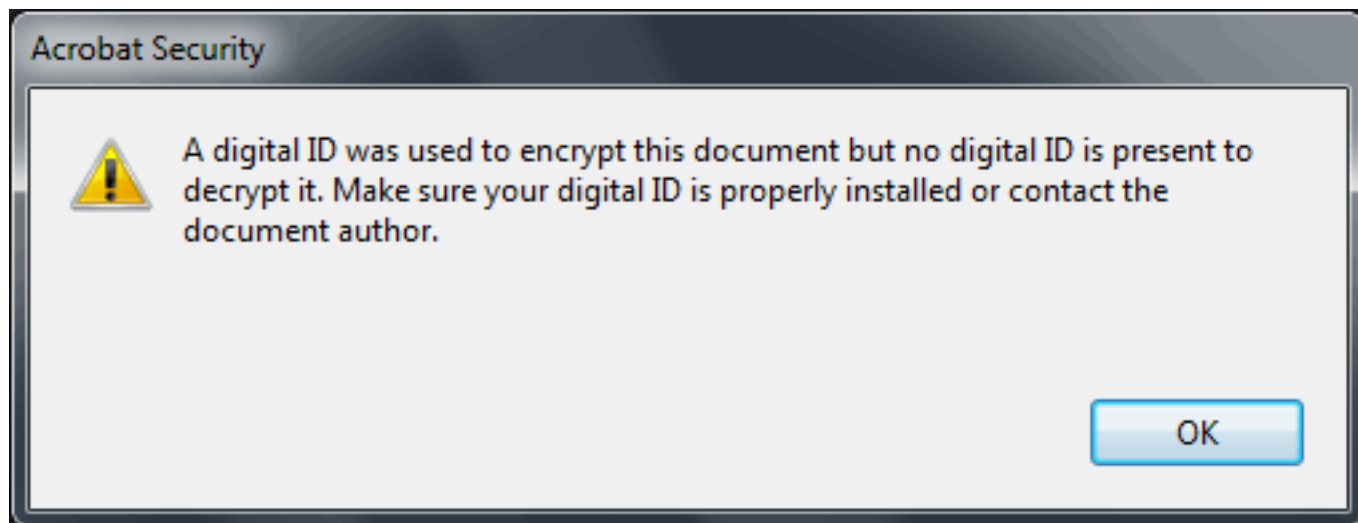 Acrobat Security
A digital ID was used to encrypt this document but no digital ID is present to
decrypt it. Make sure your digital ID is properly installed or contact the
document author.
OK